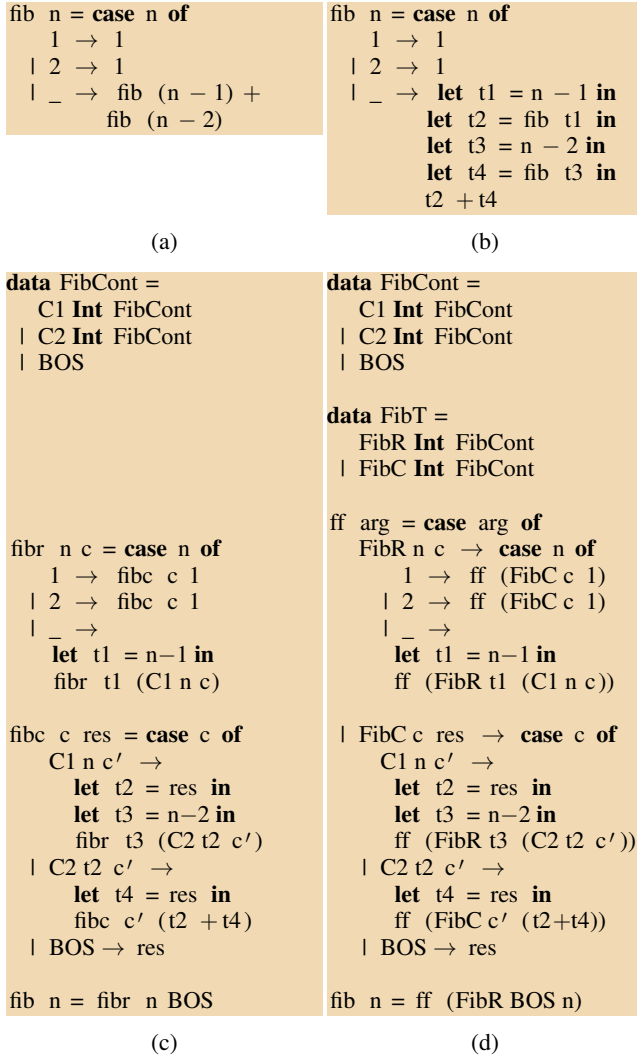 fib n = case n of
1 → 1
| 2 → 1
| _ → fib (n − 1) +
fib (n − 2)
(a)
fib n = case n of
1 → 1
| 2 → 1
| _ → let t1 = n − 1 in
let t2 = fib t1 in
let t3 = n − 2 in
let t4 = fib t3 in
t2 + t4
(b)
data FibCont =
C1 Int FibCont
| C2 Int FibCont
| BOS
fibr n c = case n of
1 → fibc c 1
| 2 → fibc c 1
| _ →
let t1 = n−1 in
fibr t1 (C1 n c)
fibc c res = case c of
C1 n c′ →
let t2 = res in
let t3 = n−2 in
fibr t3 (C2 t2 c′)
| C2 t2 c′ →
let t4 = res in
fibc c′ (t2 + t4)
| BOS → res
fib n = fibr n BOS
(c)
data FibCont =
C1 Int FibCont
| C2 Int FibCont
| BOS
data FibT =
FibR Int FibCont
| FibC Int FibCont
ff arg = case arg of
FibR n c → case n of
1 → ff (FibC c 1)
| 2 → ff (FibC c 1)
| _ →
let t1 = n−1 in
ff (FibR t1 (C1 n c))
| FibC c res → case c of
C1 n c′ →
let t2 = res in
let t3 = n−2 in
ff (FibR t3 (C2 t2 c′))
| C2 t2 c′ →
let t4 = res in
ff (FibC c′ (t2+t4))
| BOS → res
fib n = ff (FibR BOS n)
(d)